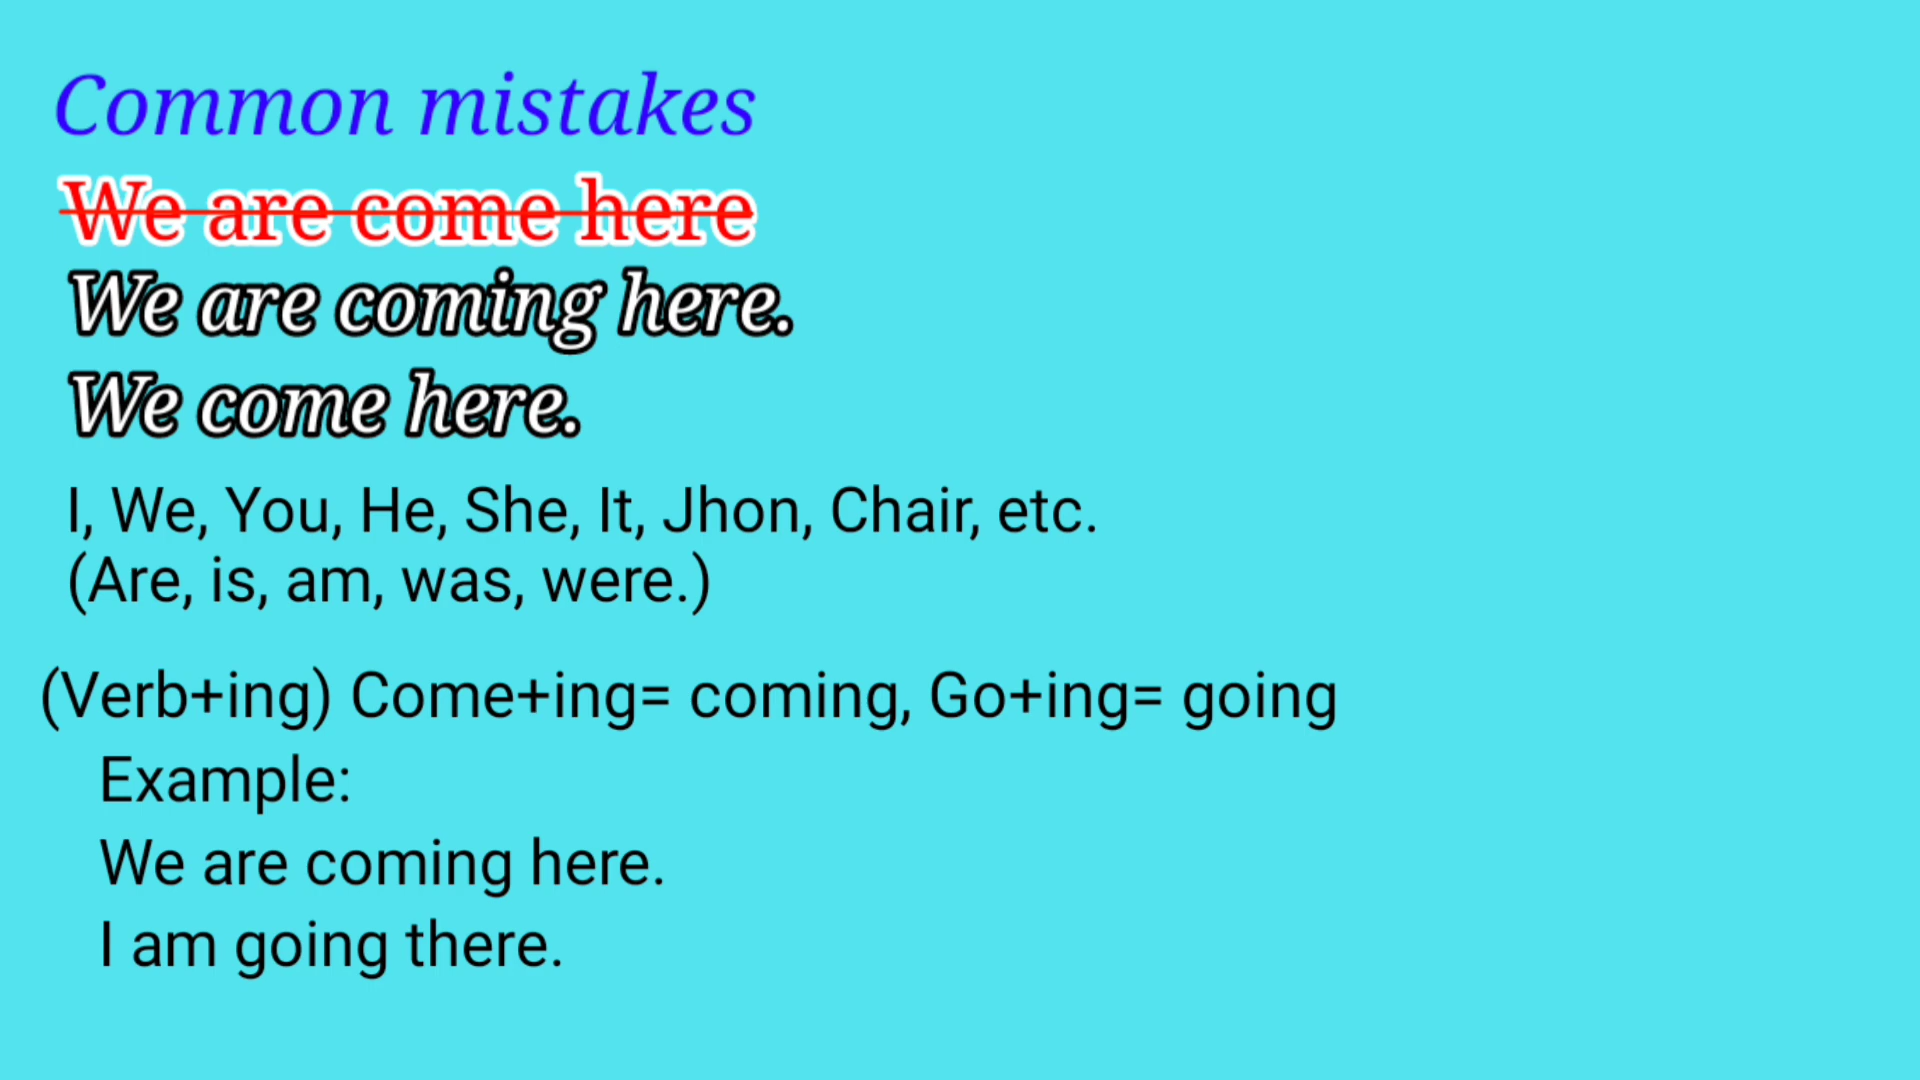 Common mistakes
We are come here
We are coming here.
We come here.
I, We, You, He, She, It, Jhon, Chair, etc.
(Are, is, am, was, were.)
(Verb+ing) Come+ing= coming, Go+ing= going
Example:
We are coming here.
I am going there.